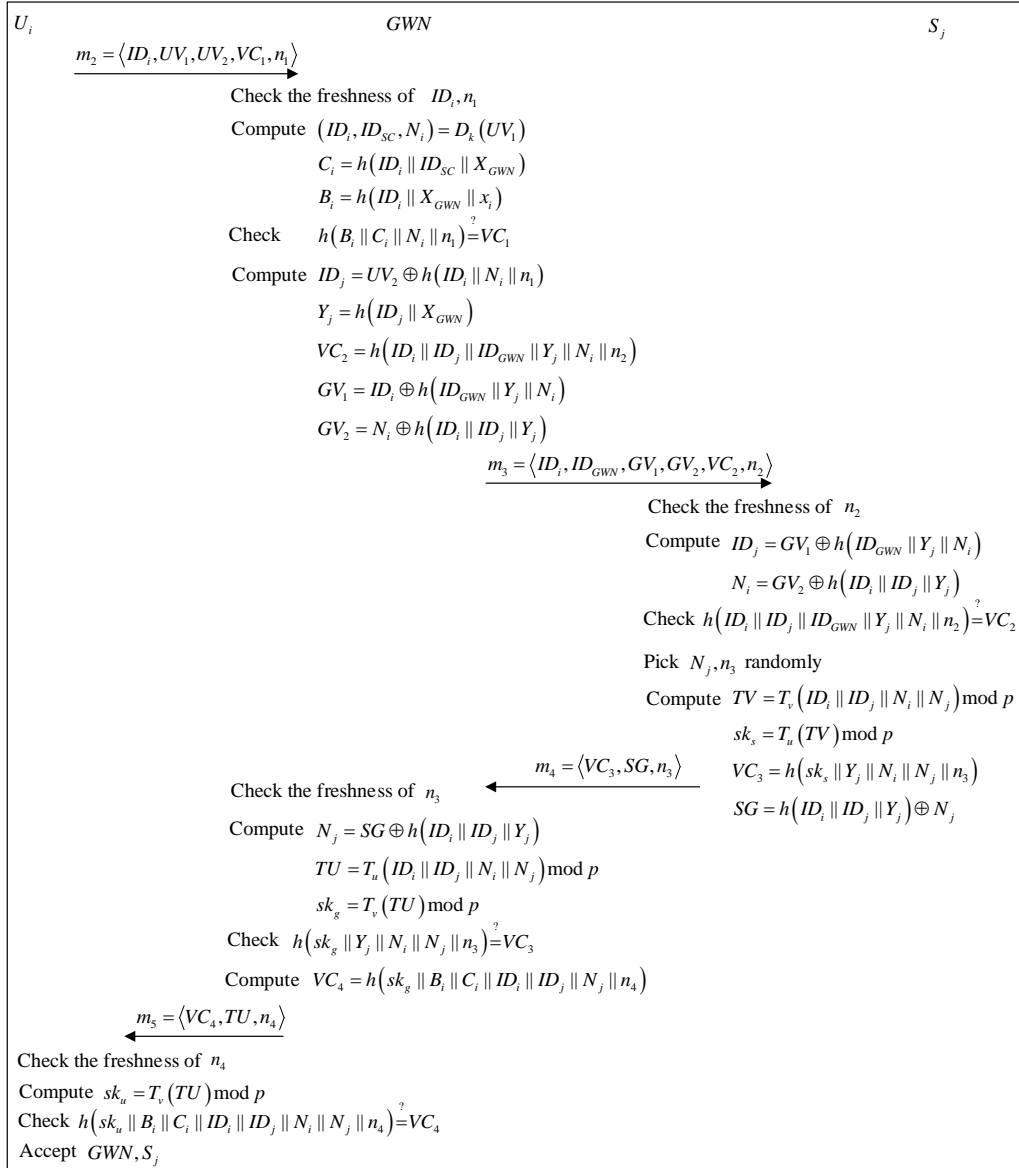 U_i GWN S_j
m_2 = ⟨ID_i, UV_1, UV_2, VC_1, n_1⟩
Check the freshness of ID_i, n_1
Compute (ID_i, ID_SC, N_i) = D_k(UV_1)
C_i = h(ID_i || ID_SC || X_GWN)
B_i = h(ID_i || X_GWN || x_i)
Check h(B_i || C_i || N_i || n_1) ?= VC_1
Compute ID_j = UV_2 ⊕ h(ID_i || N_i || n_1)
Y_j = h(ID_j || X_GWN)
VC_2 = h(ID_i || ID_j || ID_GWN || Y_j || N_i || n_2)
GV_1 = ID_i ⊕ h(ID_GWN || Y_j || N_i)
GV_2 = N_i ⊕ h(ID_i || ID_j || Y_j)
m_3 = ⟨ID_i, ID_GWN, GV_1, GV_2, VC_2, n_2⟩
Check the freshness of n_2
Compute ID_j = GV_1 ⊕ h(ID_GWN || Y_j || N_i)
N_i = GV_2 ⊕ h(ID_i || ID_j || Y_j)
Check h(ID_i || ID_j || ID_GWN || Y_j || N_i || n_2) ?= VC_2
Pick N_j, n_3 randomly
Compute TV = T_v(ID_i || ID_j || N_i || N_j) mod p
sk_s = T_u(TV) mod p
m_4 = ⟨VC_3, SG, n_3⟩
VC_3 = h(sk_s || Y_j || N_i || N_j || n_3)
SG = h(ID_i || ID_j || Y_j) ⊕ N_j
Check the freshness of n_3
Compute N_j = SG ⊕ h(ID_i || ID_j || Y_j)
TU = T_u(ID_i || ID_j || N_i || N_j) mod p
sk_g = T_v(TU) mod p
Check h(sk_g || Y_j || N_i || N_j || n_3) ?= VC_3
Compute VC_4 = h(sk_g || B_i || C_i || ID_i || ID_j || N_j || n_4)
m_5 = ⟨VC_4, TU, n_4⟩
Check the freshness of n_4
Compute sk_u = T_v(TU) mod p
Check h(sk_u || B_i || C_i || ID_i || ID_j || N_i || N_j || n_4) ?= VC_4
Accept GWN, S_j